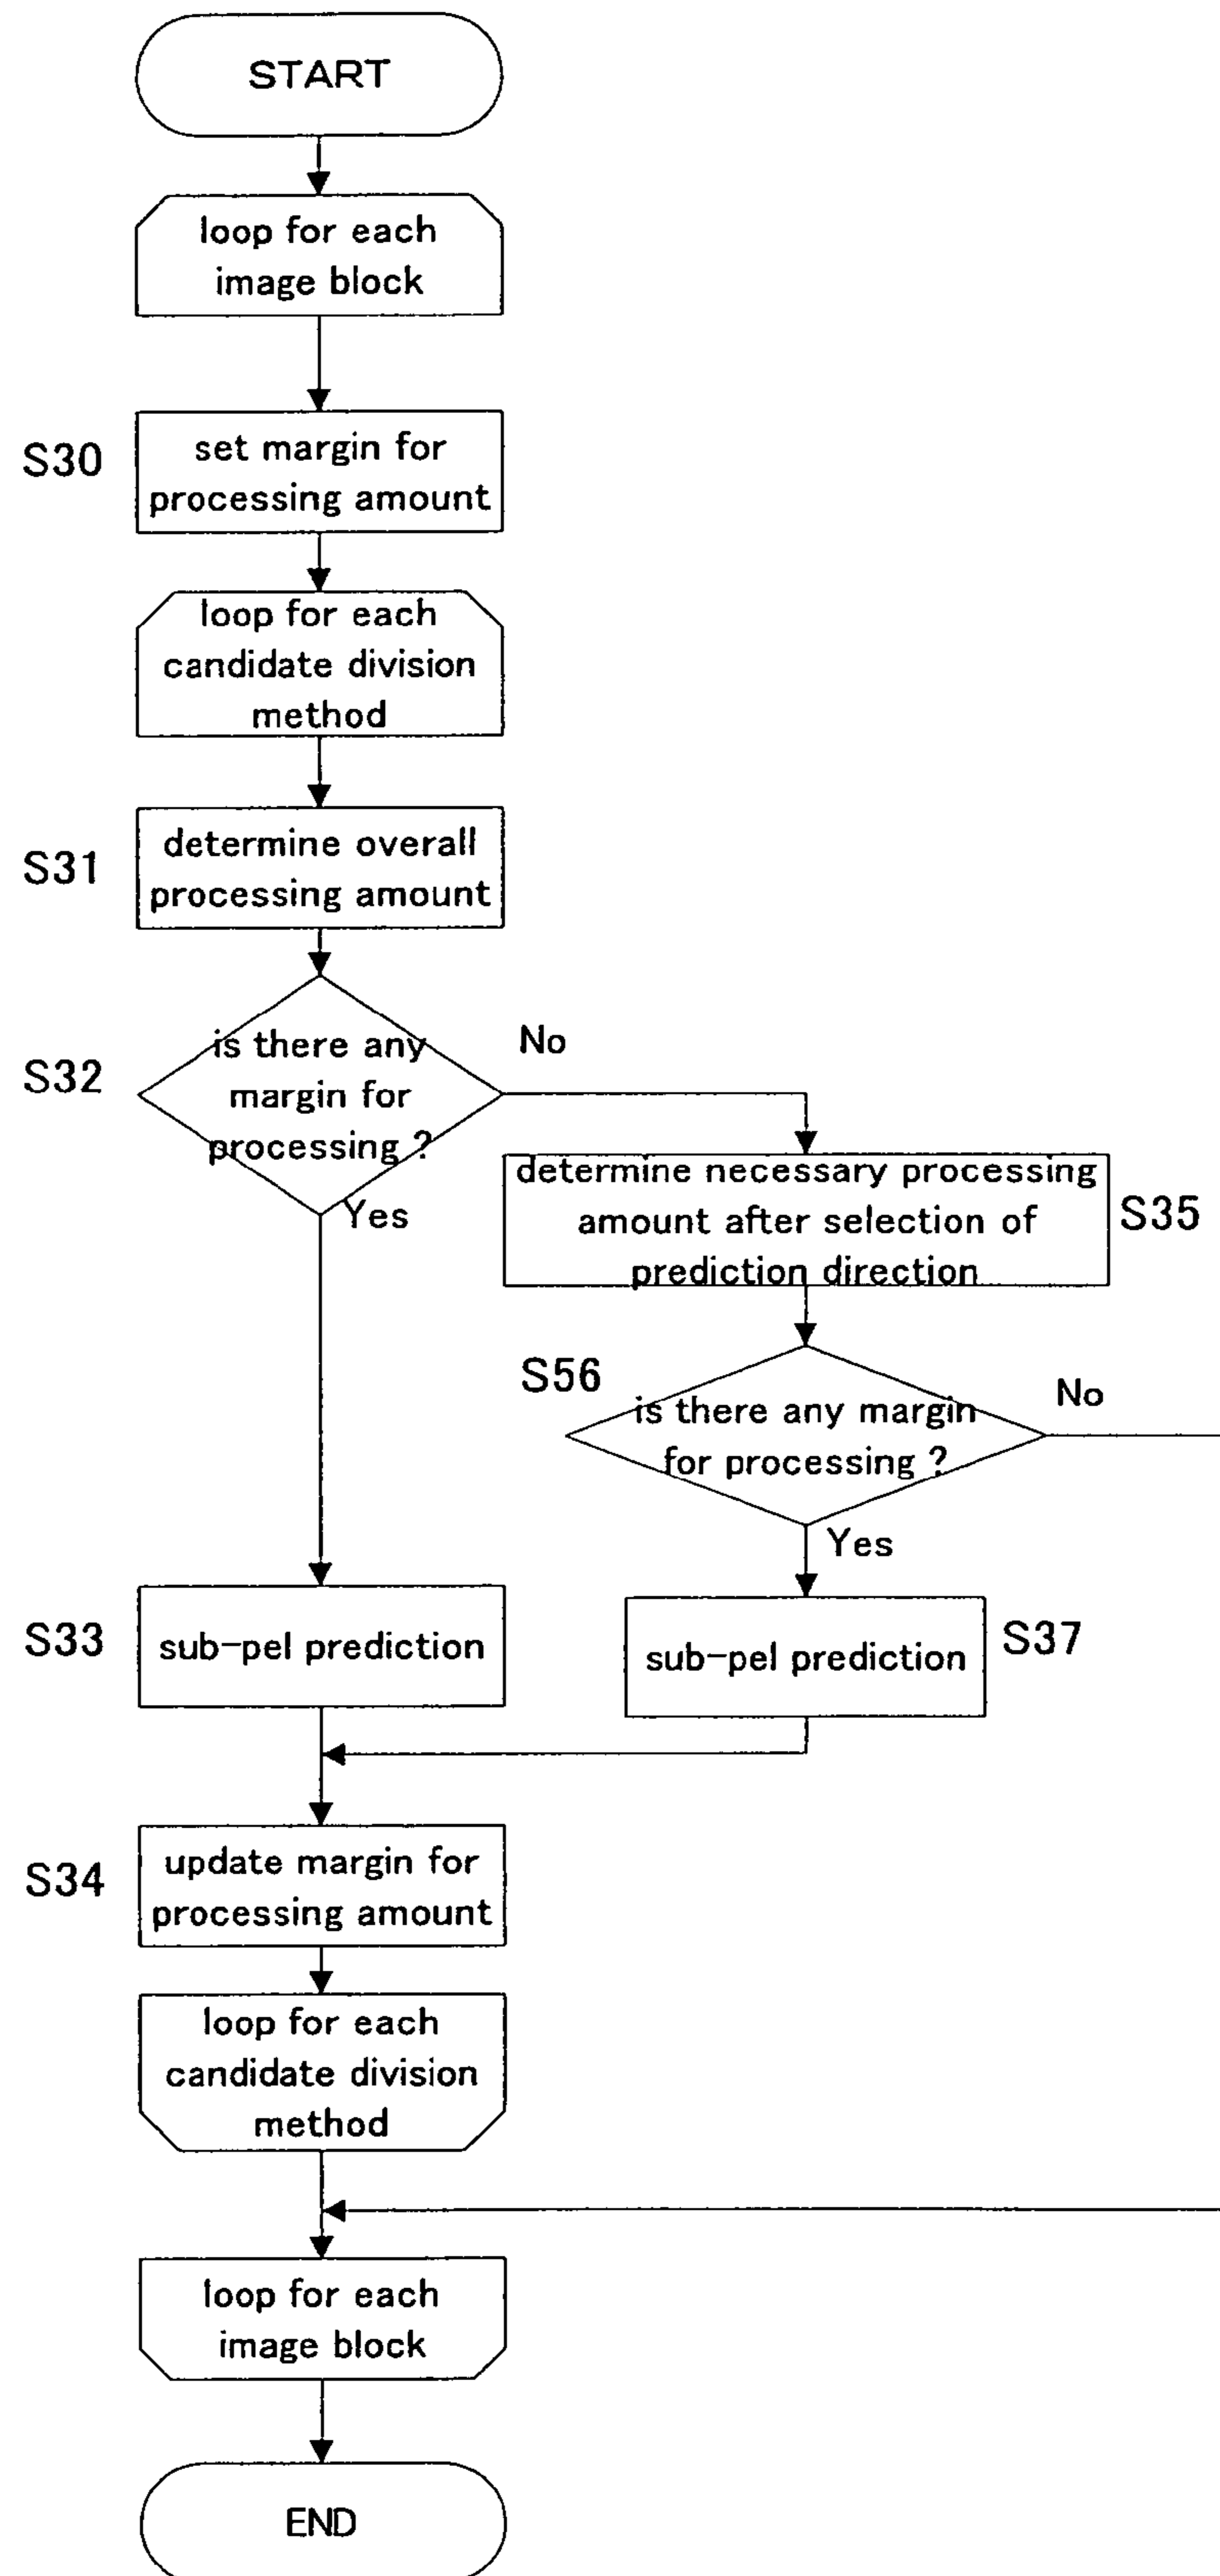 START
loop for each
image block
S30
set margin for
processing amount
loop for each
candidate division
method
S31
determine overall
processing amount
S32
is there any
margin for
processing ?
No
Yes
determine necessary processing
amount after selection of
prediction direction
S35
S56
is there any margin
for processing ?
No
Yes
S33
sub-pel prediction
sub-pel prediction
S37
S34
update margin for
processing amount
loop for each
candidate division
method
loop for each
image block
END